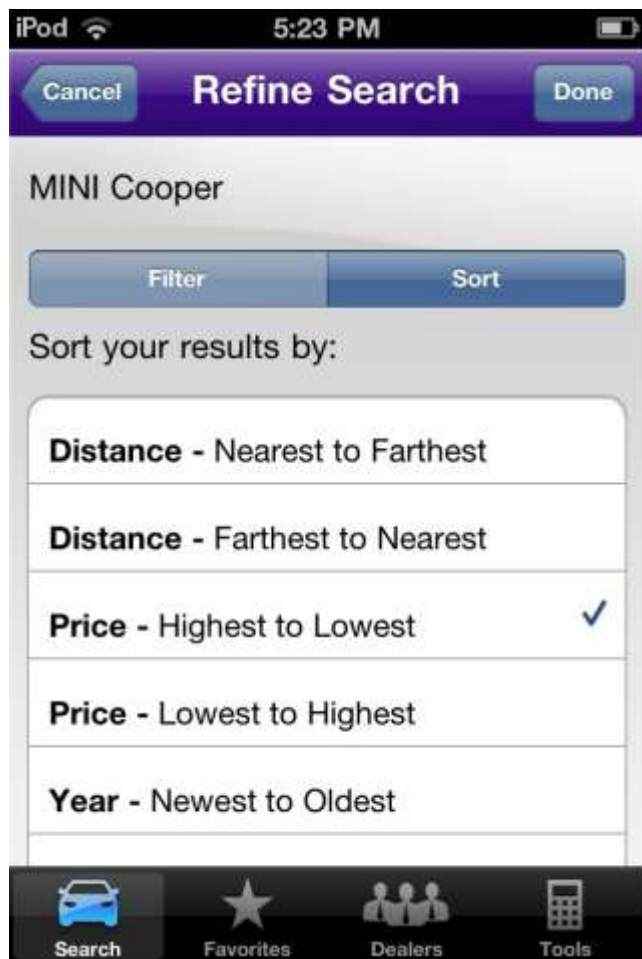 iPod 5:23 PM
Cancel Refine Search Done
MINI Cooper
Filter Sort
Sort your results by:
Distance - Nearest to Farthest
Distance - Farthest to Nearest
Price - Highest to Lowest
Price - Lowest to Highest
Year - Newest to Oldest
Search Favorites Dealers Tools